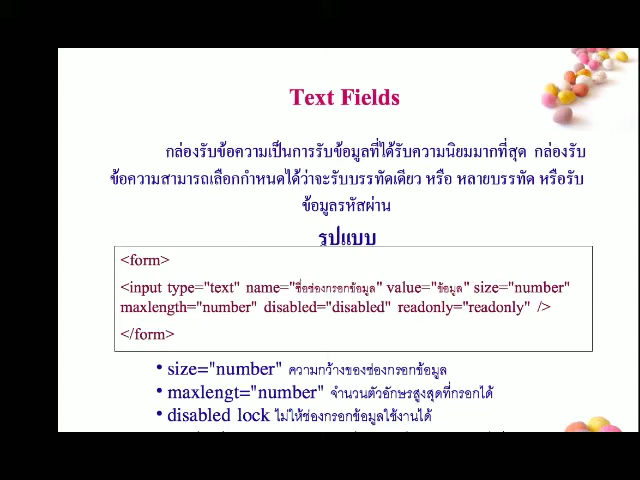 Text Fields
กล่องรับข้อความเป็นการรับข้อมูลที่ได้รับความนิยมมากที่สุด กล่องรับ
ข้อความสามารถเลือกกำหนดได้ว่าจะรับบรรทัดเดียว หรือ หลายบรรทัด หรือรับ
ข้อมูลรหัสผ่าน
รูปแบบ
<form>
<input type="text" name="ชื่อช่องกรอกข้อมูล" value="ข้อมูล" size="number"
maxlength="number" disabled="disabled" readonly="readonly" />
</form>
• size="number" ความกว้างของช่องกรอกข้อมูล
• maxlengt="number" จำนวนตัวอักษรสูงสุดที่กรอกได้
• disabled lock ไม่ให้ช่องกรอกข้อมูลใช้งานได้